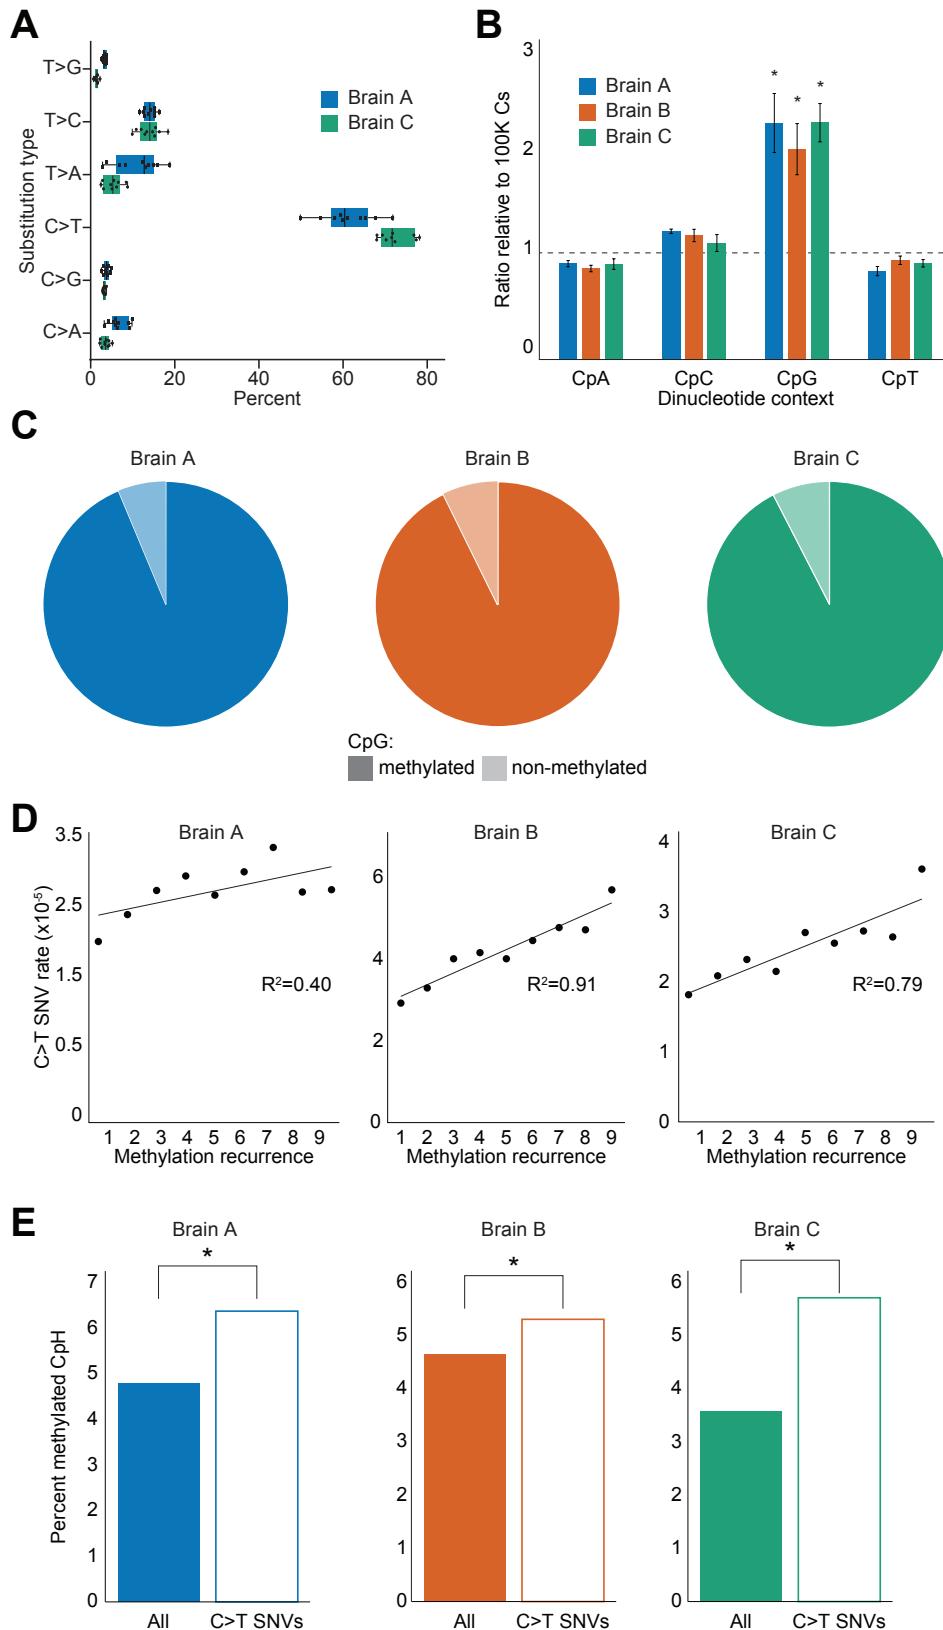 A
T>G
T>C
T>A
C>T
C>G
C>A
Substitution type
0 20 40 60 80
Percent
Brain A
Brain C
B
3
2
1
0
Ratio relative to 100K Cs
Brain A
Brain B
Brain C
*
*
*
CpA CpC CpG CpT
Dinucleotide context
C
Brain A Brain B Brain C
CpG:
methylated non-methylated
D
Brain A
3.5
2.5
1.5
0.5
0
C>T SNV rate (x10⁻⁵)
R²=0.40
1 2 3 4 5 6 7 8 9
Methylation recurrence
Brain B
6
4
2
0
R²=0.91
1 2 3 4 5 6 7 8 9
Methylation recurrence
Brain C
4
3
2
1
0
R²=0.79
1 2 3 4 5 6 7 8 9
Methylation recurrence
E
Brain A
*
7
6
5
4
3
2
1
0
Percent methylated CpH
All C>T SNVs
Brain B
*
6
5
4
3
2
1
0
All C>T SNVs
Brain C
*
6
5
4
3
2
1
0
All C>T SNVs